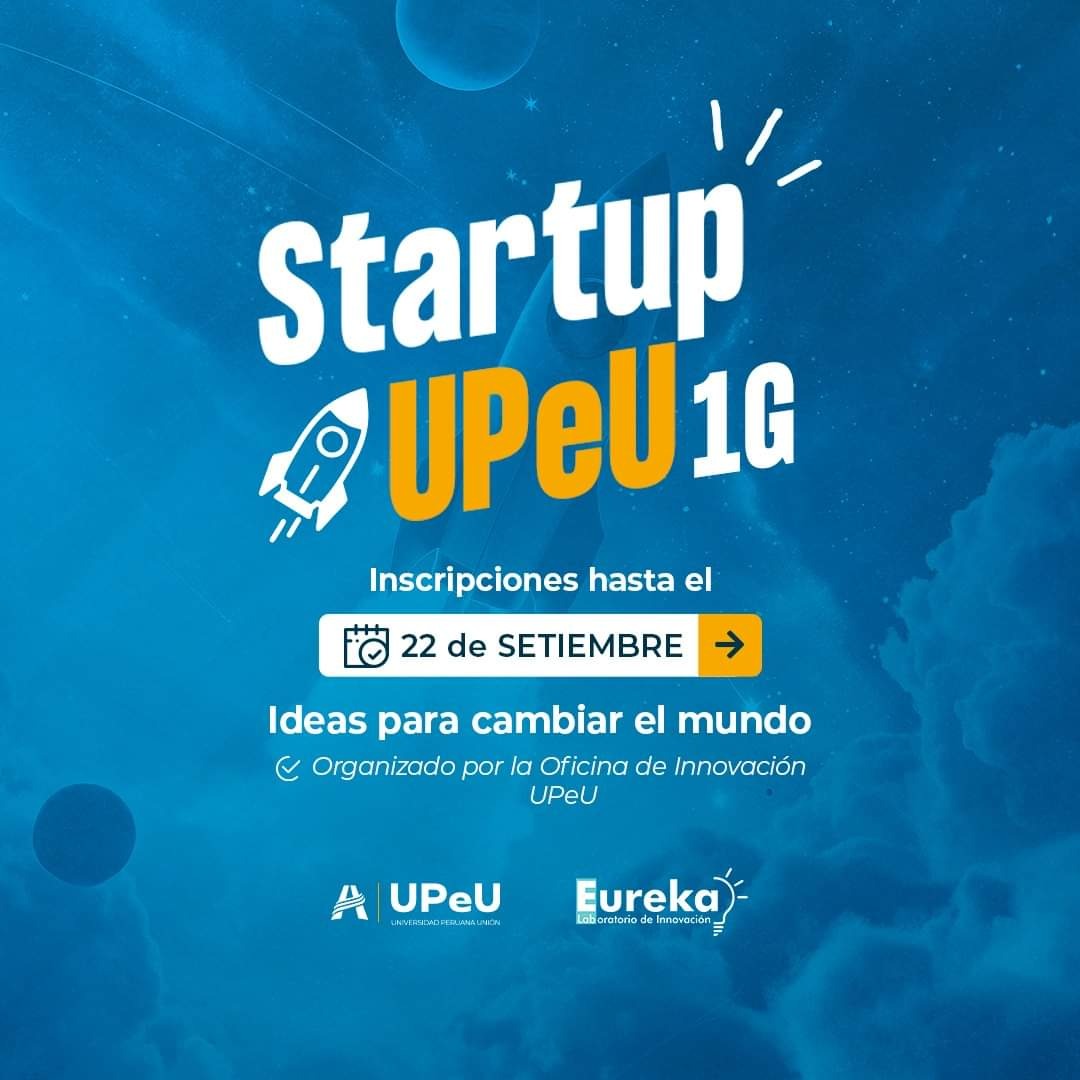 Startup
UPeU 1G
Inscripciones hasta el
22 de SETIEMBRE
Ideas para cambiar el mundo
Organizado por la Oficina de Innovación
UPeU
UPeU
UNIVERSIDAD PERUANA UNIÓN
Eureka
Laboratorio de Innovación